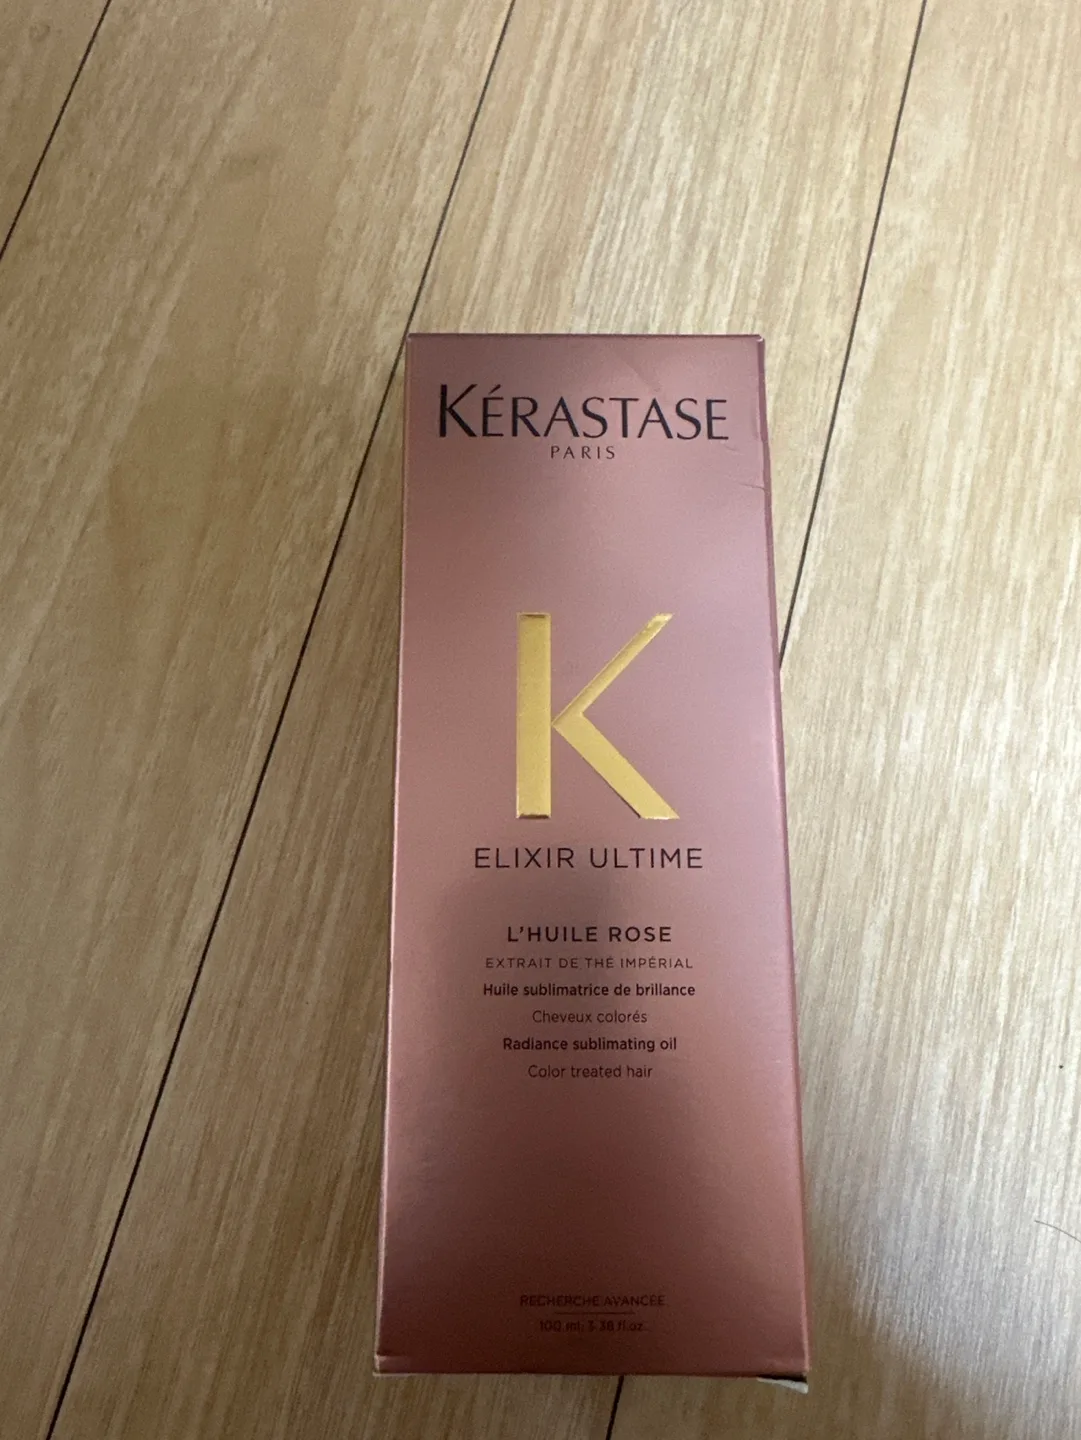 KÉRASTASE
PARIS
K
ELIXIR ULTIME
L'HUILE ROSE
EXTRAIT DE THÉ IMPÉRIAL
Huile sublimatrice de brillance
Cheveux colorés
Radiance sublimating oil
Color treated hair
RECHERCHE AVANCÉE
100 ml. 3.38 fl.oz.